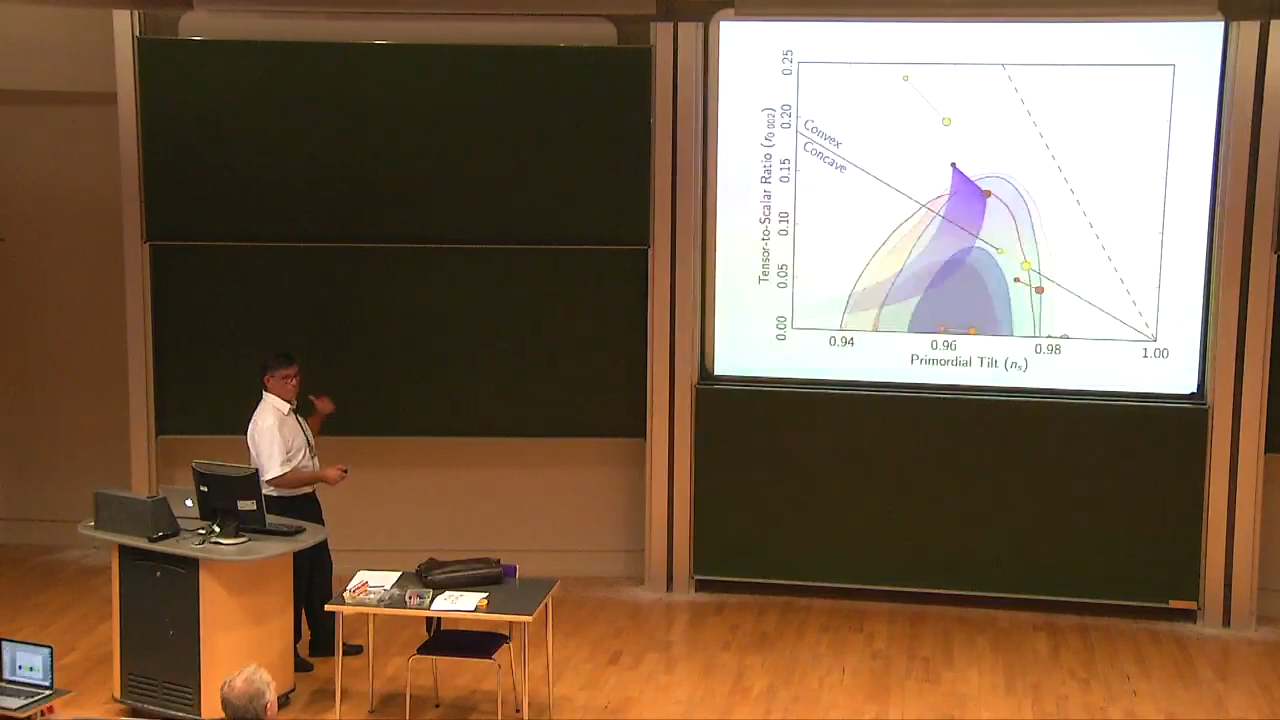 0.25
0.20
0.15
0.10
0.05
0.00
Tensor-to-Scalar Ratio (r0.002)
Convex
Concave
0.94
0.96
0.98
1.00
Primordial Tilt (ns)